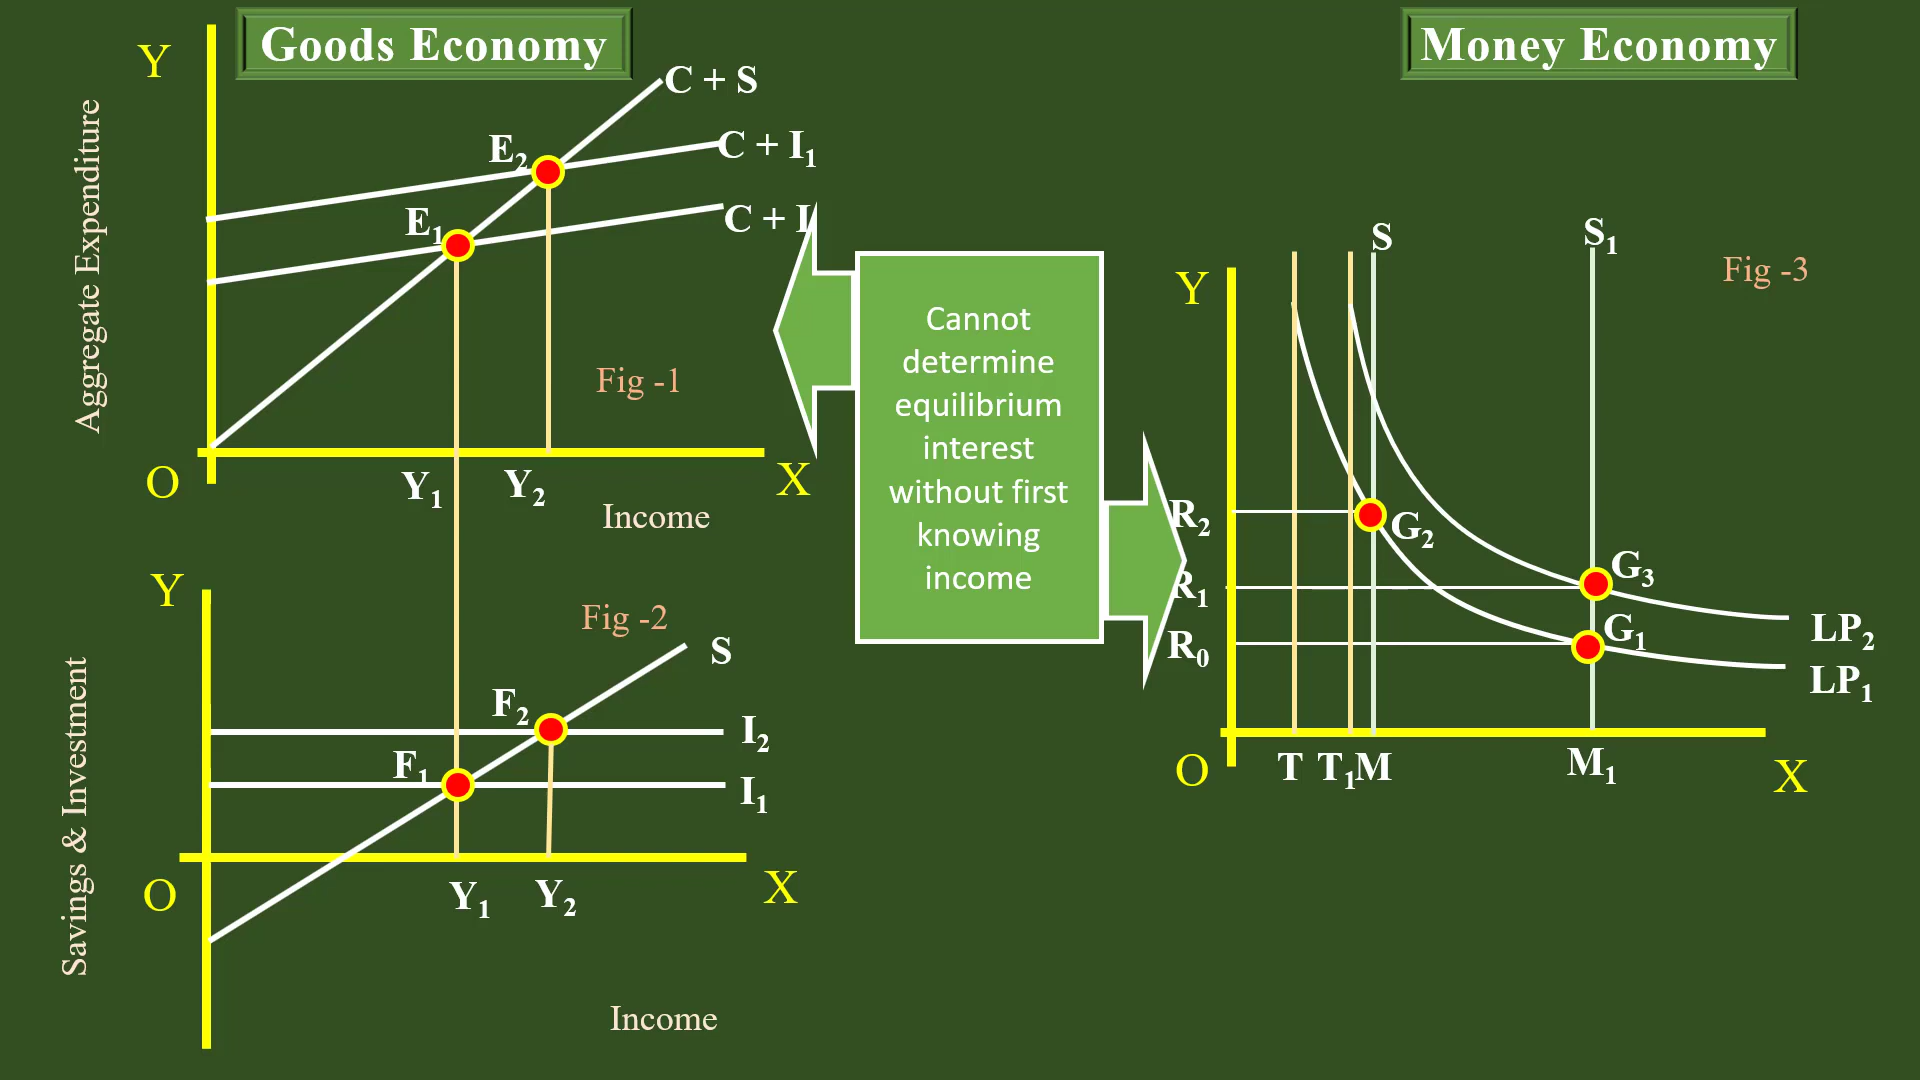 Goods Economy
Money Economy
Y
Aggregate Expenditure
C + S
E2
C + I1
E1
C + I
Fig -1
O
Y1
Y2
X
Income
Y
Savings & Investment
Fig -2
S
F2
I2
F1
I1
O
Y1
Y2
X
Income
Cannot
determine
equilibrium
interest
without first
knowing
income
S
S1
Fig -3
Y
R2
G2
R1
G3
R0
G1
LP2
LP1
O
T
T1
M
M1
X